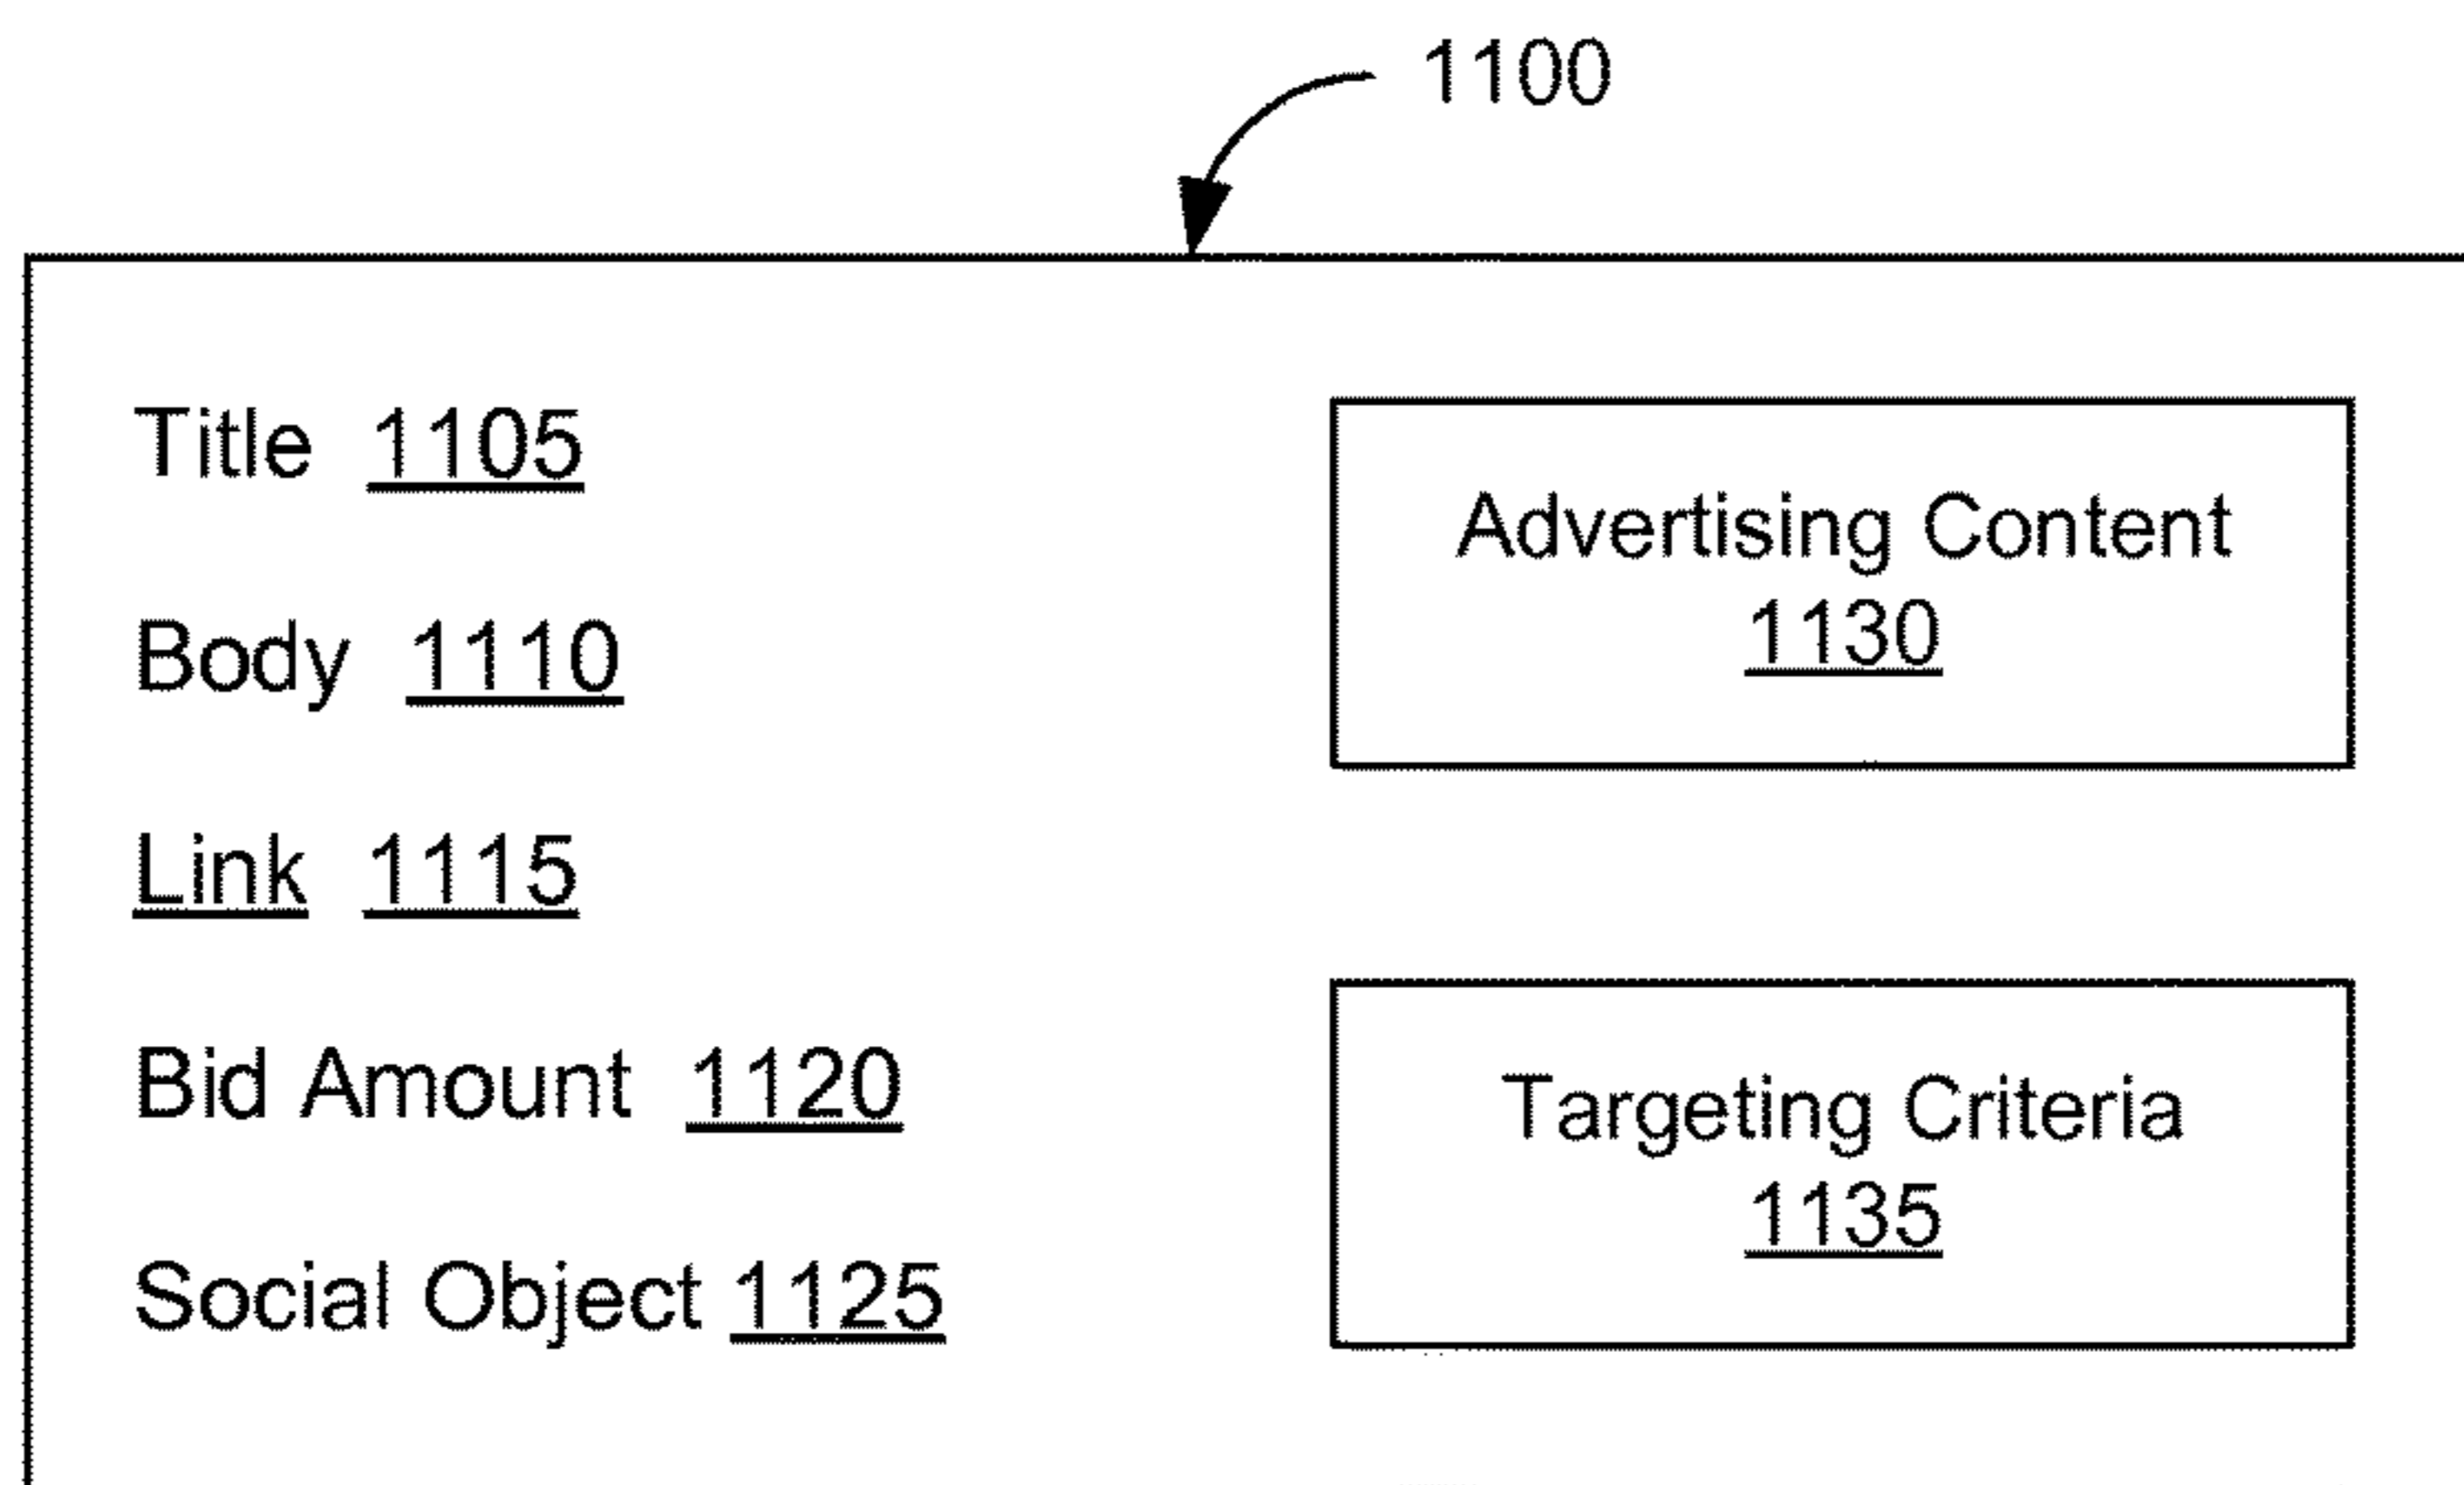 1100
Title 1105
Body 1110
Link 1115
Bid Amount 1120
Social Object 1125
Advertising Content
1130
Targeting Criteria
1135